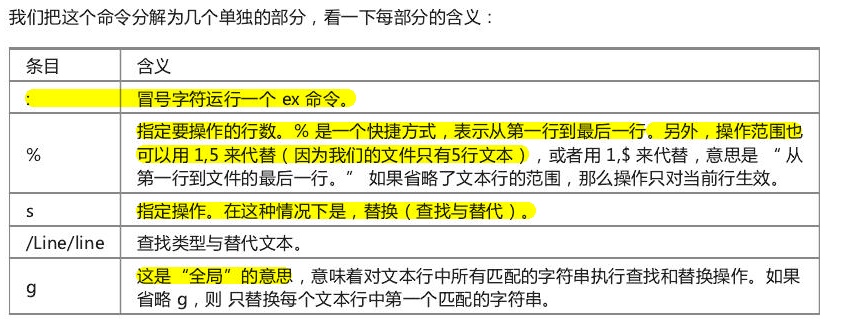 我们把这个命令分解为几个单独的部分，看一下每部分的含义：
条目 含义
: 冒号字符运行一个 ex 命令。
指定要操作的行数。% 是一个快捷方式，表示从第一行到最后一行。另外，操作范围也
% 可以用 1,5 来代替（因为我们的文件只有5行文本），或者用 1,$ 来代替，意思是 “ 从
第一行到文件的最后一行。” 如果省略了文本行的范围，那么操作只对当前行生效。
s 指定操作。在这种情况下是，替换（查找与替代）。
/Line/line 查找类型与替代文本。
这是“全局”的意思，意味着对文本行中所有匹配的字符串执行查找和替换操作。如果
g 省略 g，则 只替换每个文本行中第一个匹配的字符串。